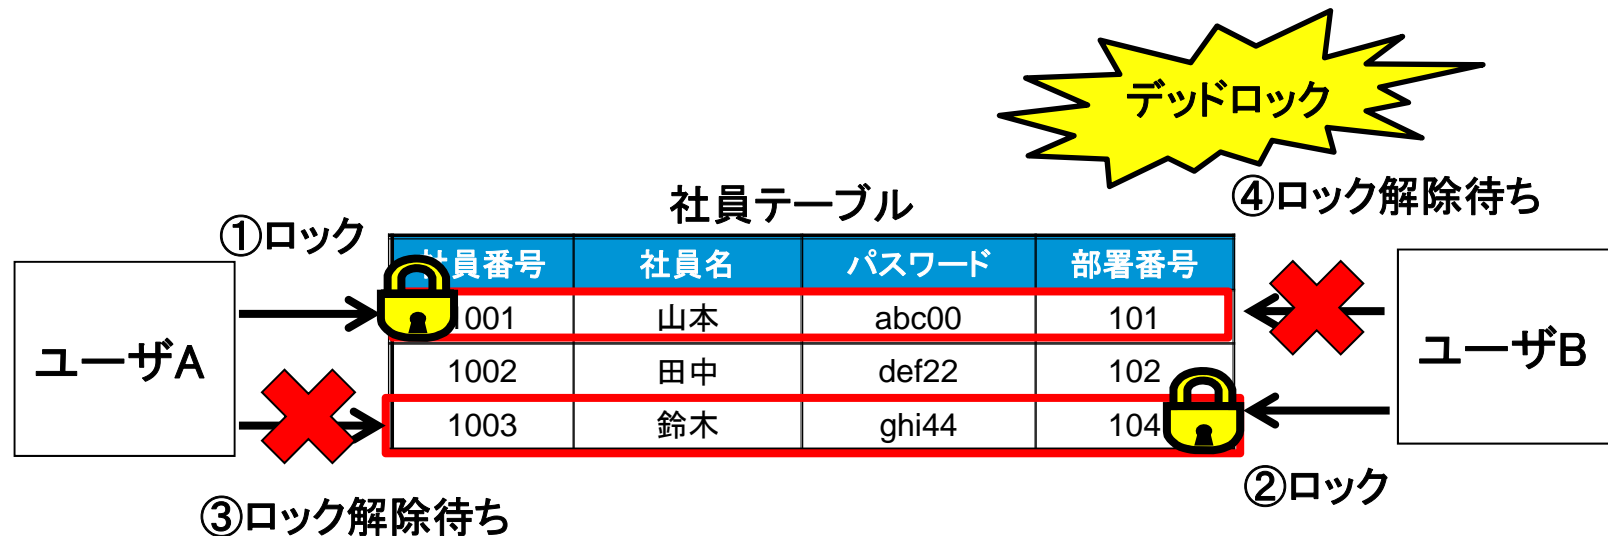 デッドロック
④ロック解除待ち
社員テーブル
①ロック
社員番号 社員名 パスワード 部署番号
1001 山本 abc00 101
1002 田中 def22 102
1003 鈴木 ghi44 104
ユーザA
ユーザB
②ロック
③ロック解除待ち